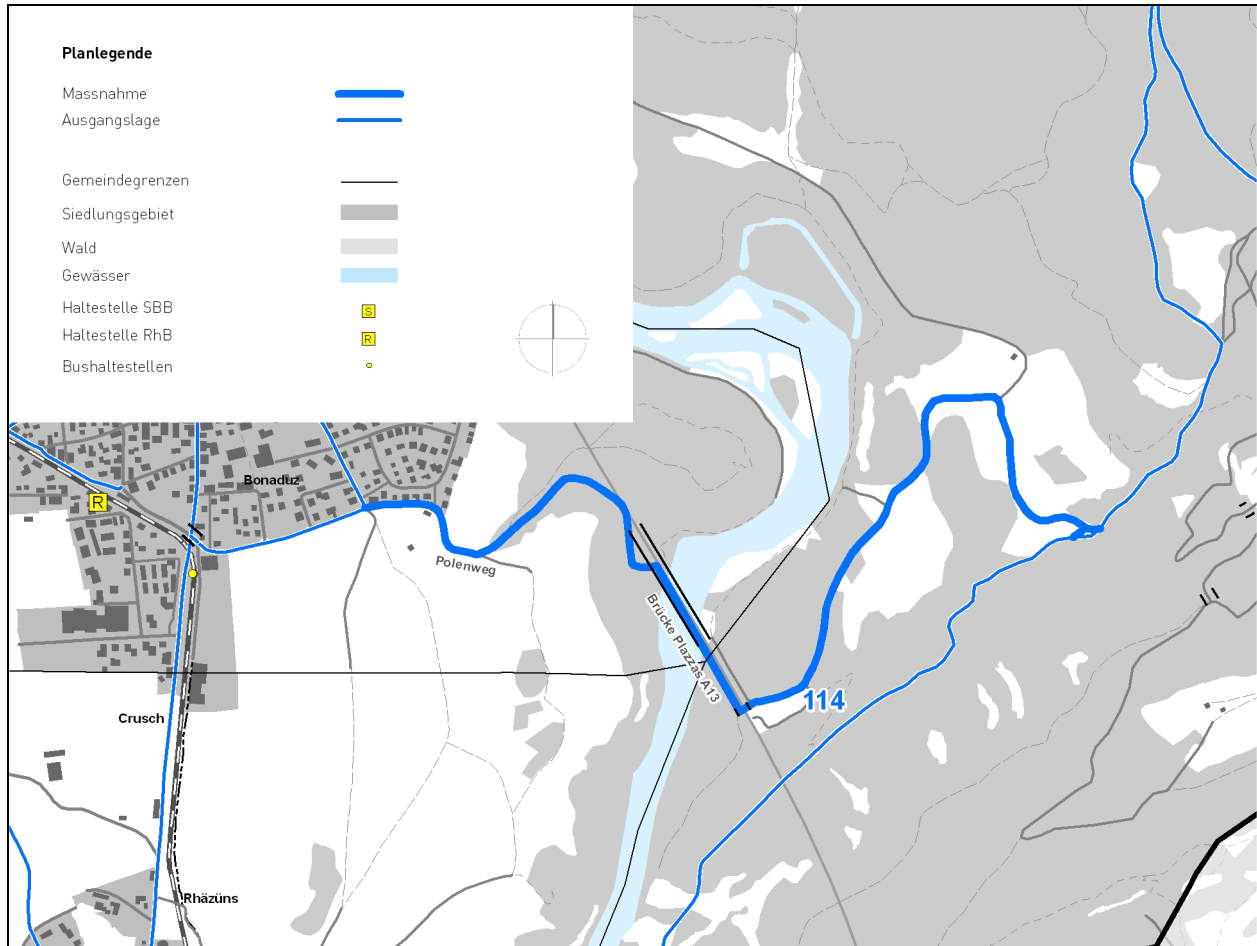 Planlegende
Massnahme
Ausgangslage
Gemeindegrenzen
Siedlungsgebiet
Wald
Gewässer
Haltestelle SBB
S
Haltestelle RhB
R
Bushaltestellen
Bonaduz
R
Polenweg
Brücke Plazzas A13
114
Crusch
Rhäzüns